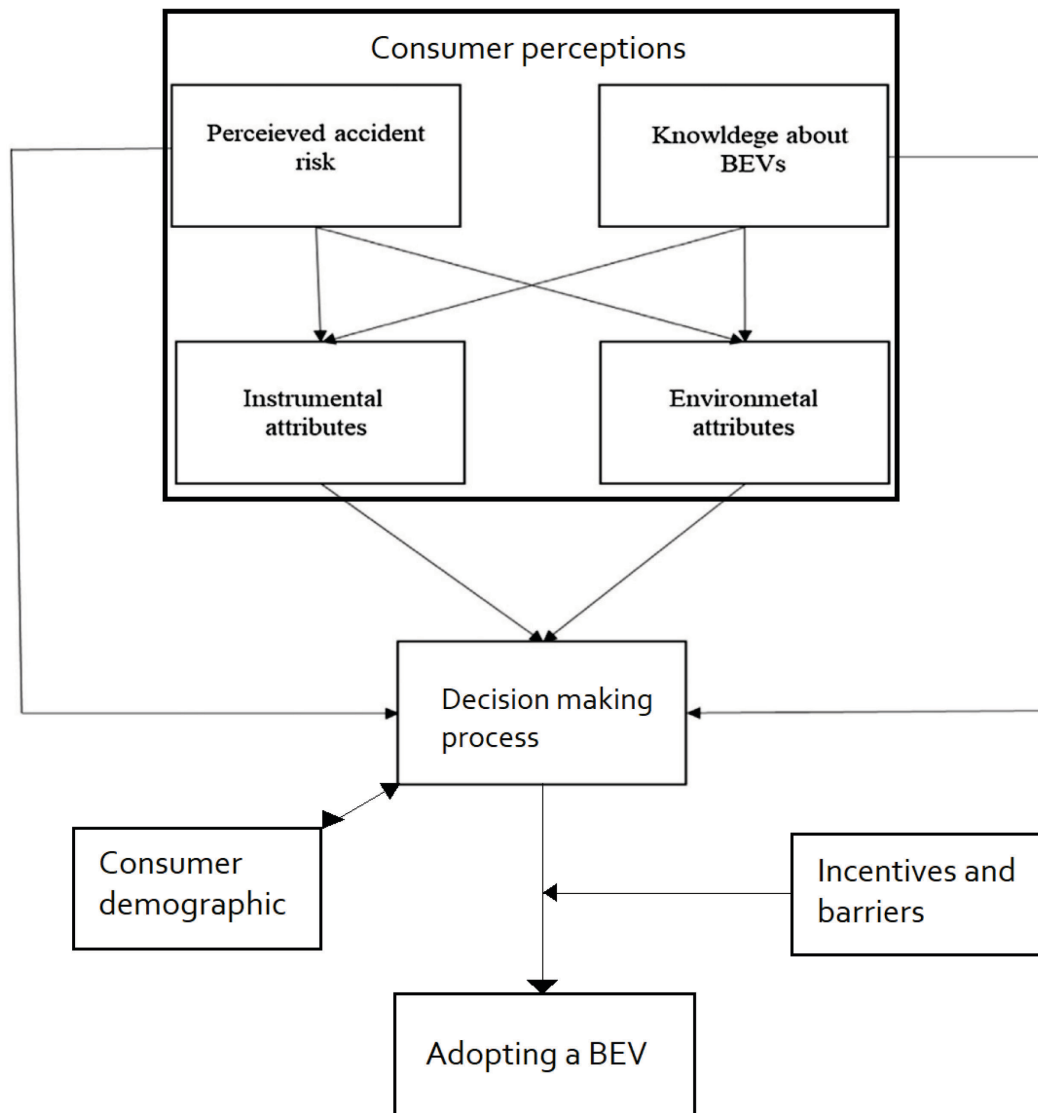 Consumer perceptions
Perceieved accident
risk
Knowldege about
BEVs
Instrumental
attributes
Environmetal
attributes
Decision making
process
Consumer
demographic
Incentives and
barriers
Adopting a BEV